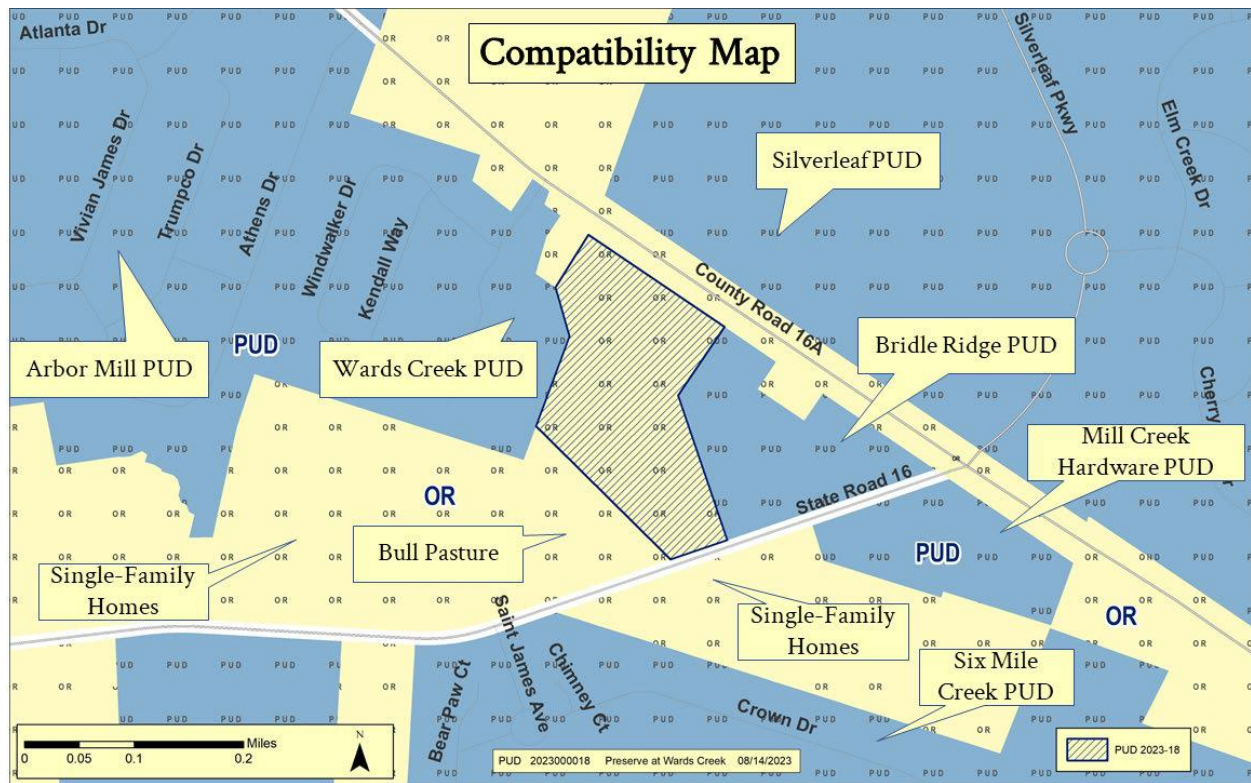 Compatibility Map
Atlanta Dr
Vivian James Dr
Trumpco Dr
Athens Dr
Windwalker Dr
Kendall Way
Silverleaf Pkwy
Elm Creek Dr
Silverleaf PUD
County Road 16A
Arbor Mill PUD
PUD
Wards Creek PUD
Bridle Ridge PUD
Cherry
Mill Creek
Hardware PUD
State Road 16
OR
Bull Pasture
PUD
Single-Family
Homes
Single-Family
Homes
OR
Saint James Ave
Chimney Ct
Bear Paw Ct
Crown Dr
Six Mile
Creek PUD
Miles
0 0.05 0.1 0.2
N
PUD 2023000018 Preserve at Wards Creek 08/14/2023
PUD 2023-18